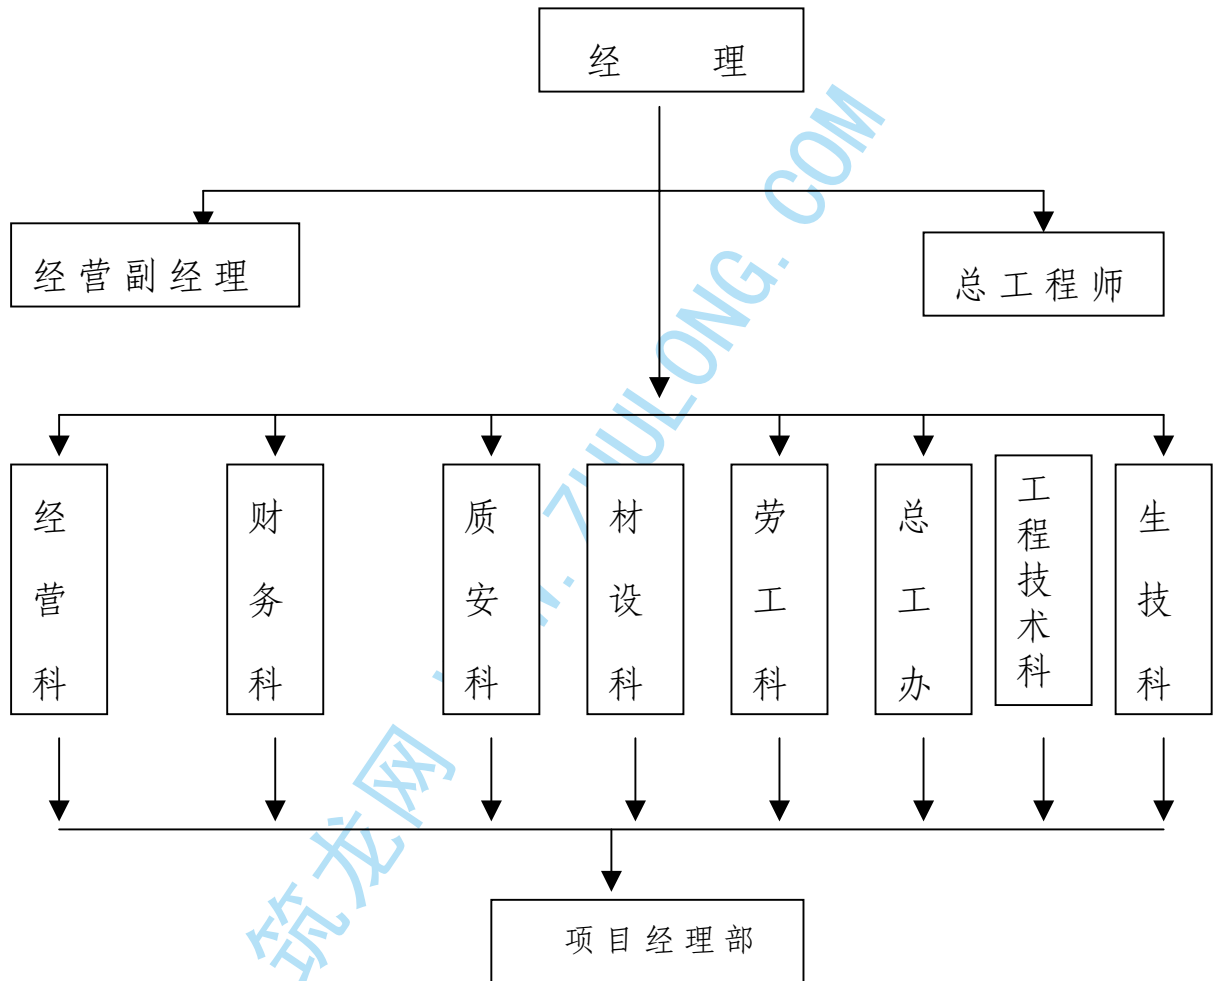 经 理
经营副经理
总工程师
经营科
财务科
质安科
材设科
劳工科
总工办
工程技术科
生技科
项目经理部
筑龙网 WWW.ZHULONG.COM